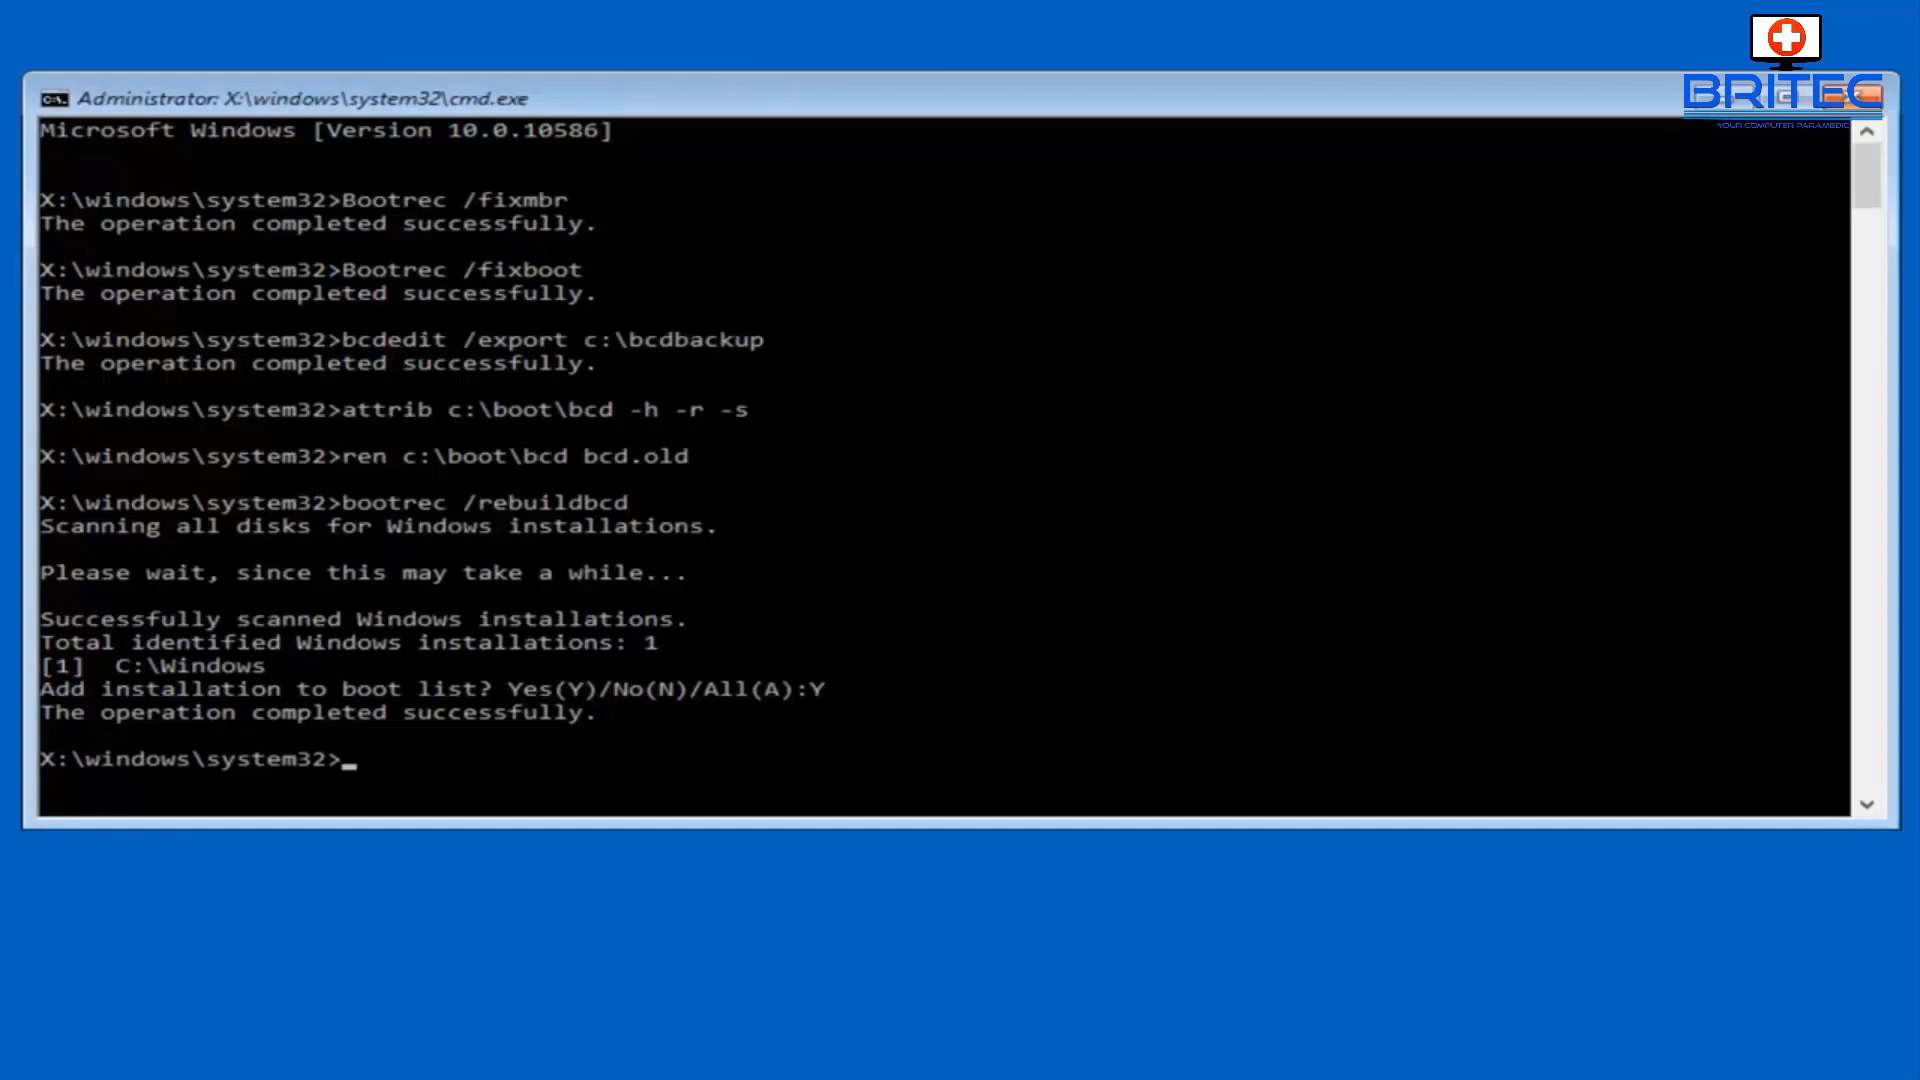 BRITEC
YOUR COMPUTER PARAMEDIC
Administrator: X:\windows\system32\cmd.exe
Microsoft Windows [Version 10.0.10586]
X:\windows\system32>Bootrec /fixmbr
The operation completed successfully.
X:\windows\system32>Bootrec /fixboot
The operation completed successfully.
X:\windows\system32>bcdedit /export c:\bcdbackup
The operation completed successfully.
X:\windows\system32>attrib c:\boot\bcd -h -r -s
X:\windows\system32>ren c:\boot\bcd bcd.old
X:\windows\system32>bootrec /rebuildbcd
Scanning all disks for Windows installations.
Please wait, since this may take a while...
Successfully scanned Windows installations.
Total identified Windows installations: 1
[1]  C:\Windows
Add installation to boot list? Yes(Y)/No(N)/All(A):Y
The operation completed successfully.
X:\windows\system32>_